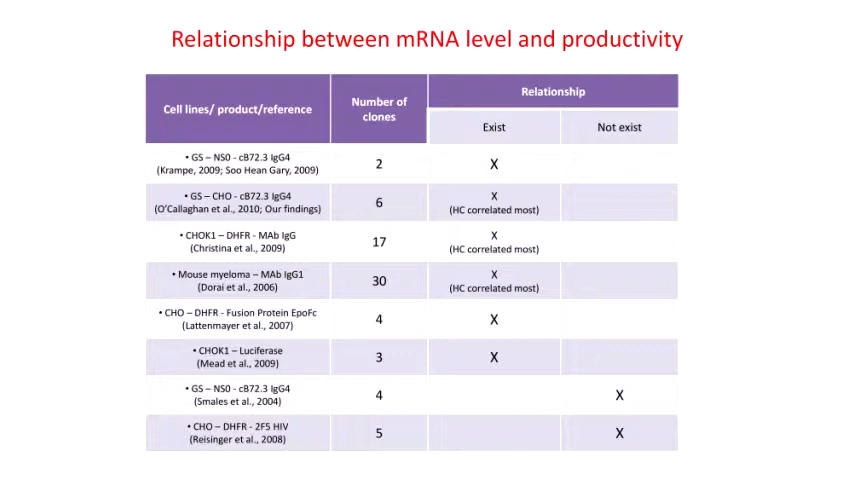 Relationship between mRNA level and productivity
Cell lines/ product/reference
Number of
clones
Relationship
Exist
Not exist
• GS – NS0 - cB72.3 IgG4
(Krampe, 2009; Soo Hean Gary, 2009)
2
X
• GS – CHO - cB72.3 IgG4
(O'Callaghan et al., 2010; Our findings)
6
X
(HC correlated most)
• CHOK1 – DHFR - MAb IgG
(Christina et al., 2009)
17
X
(HC correlated most)
• Mouse myeloma – MAb IgG1
(Dorai et al., 2006)
30
X
(HC correlated most)
• CHO – DHFR - Fusion Protein EpoFc
(Lattenmayer et al., 2007)
4
X
• CHOK1 – Luciferase
(Mead et al., 2009)
3
X
• GS – NS0 - cB72.3 IgG4
(Smales et al., 2004)
4
X
• CHO – DHFR - 2F5 HIV
(Reisinger et al., 2008)
5
X